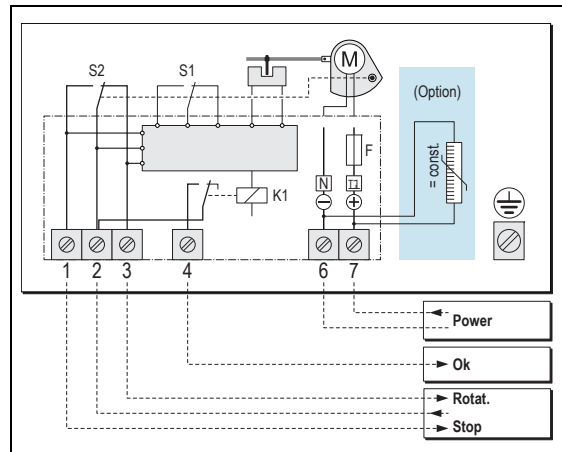 M
S2
S1
(Option)
F
= const.
N
K1
− +
1 2 3 4 6 7
Power
Ok
Rotat.
Stop